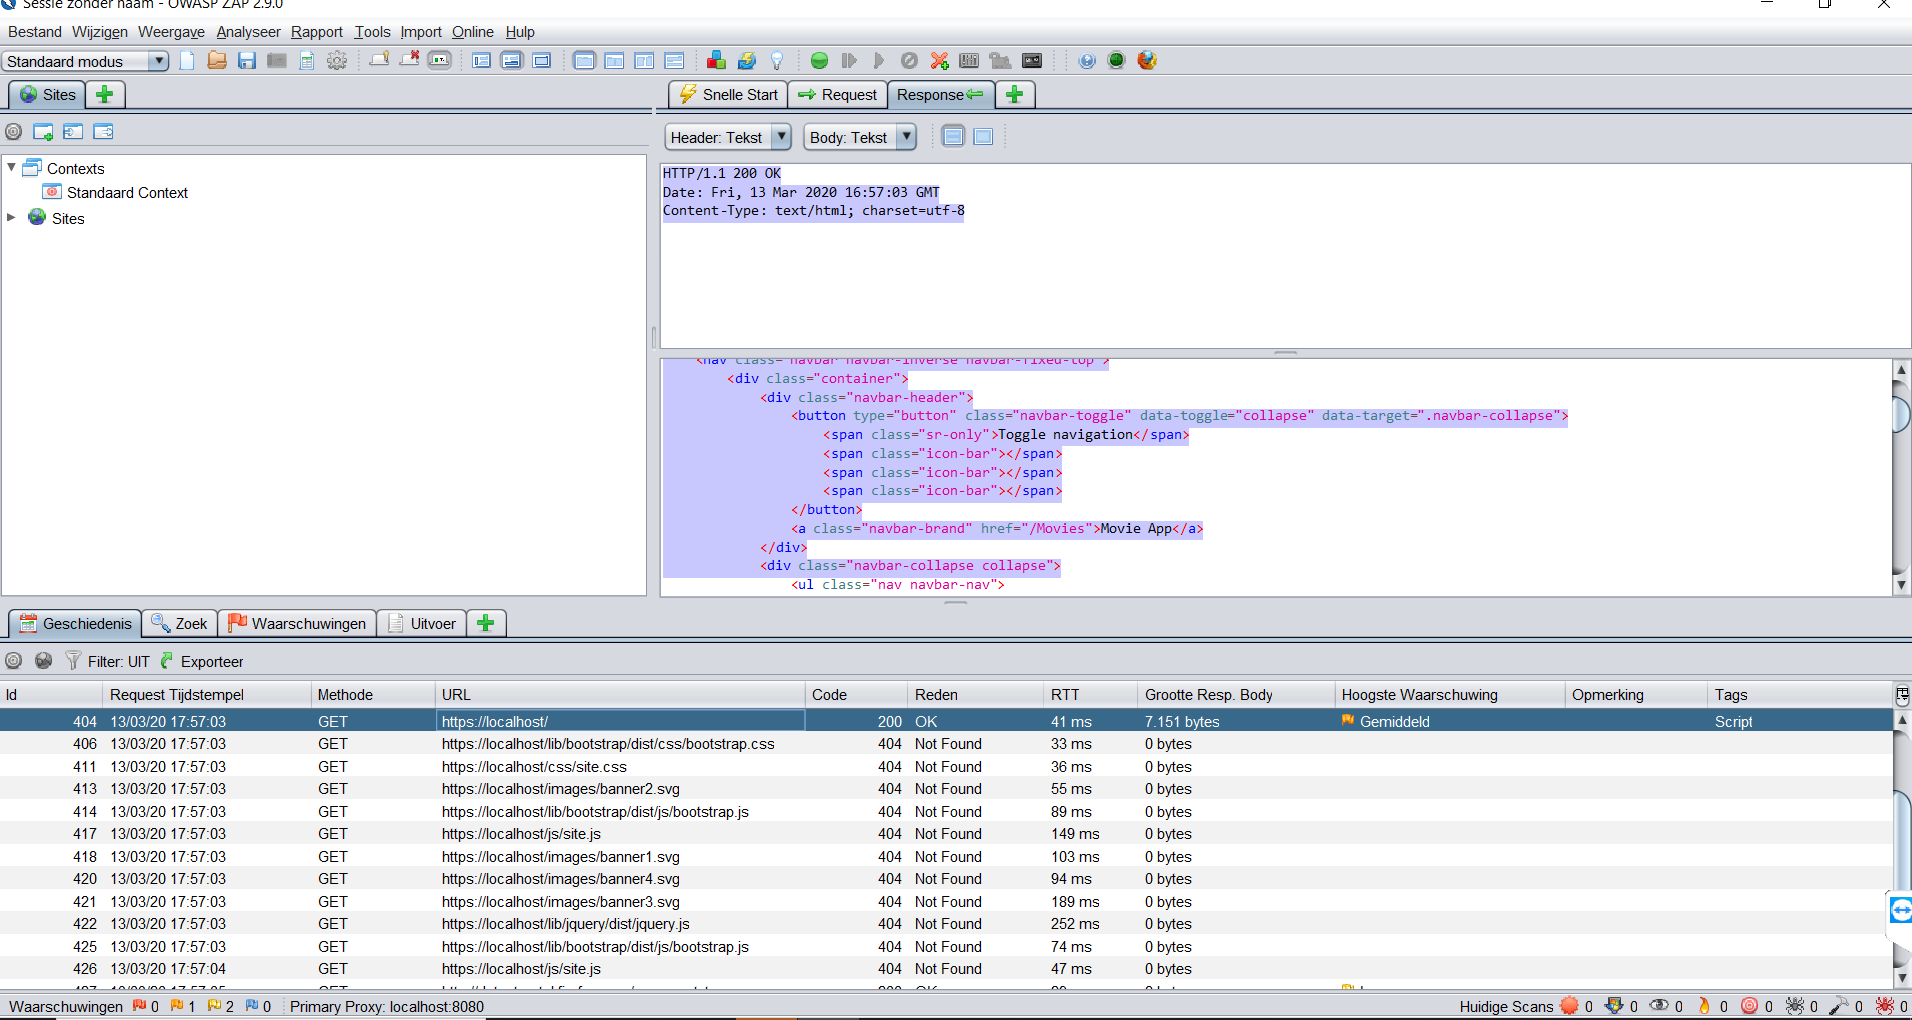 Sessie zonder naam - OWASP ZAP 2.9.0
Bestand Wijzigen Weergave Analyseer Rapport Tools Import Online Help
Standaard modus
Sites
Snelle Start Request Response
Header: Tekst Body: Tekst
Contexts
Standaard Context
Sites
HTTP/1.1 200 OK
Date: Fri, 13 Mar 2020 16:57:03 GMT
Content-Type: text/html; charset=utf-8
<nav class="navbar navbar-inverse navbar-fixed-top">
<div class="container">
<div class="navbar-header">
<button type="button" class="navbar-toggle" data-toggle="collapse" data-target=".navbar-collapse">
<span class="sr-only">Toggle navigation</span>
<span class="icon-bar"></span>
<span class="icon-bar"></span>
<span class="icon-bar"></span>
</button>
<a class="navbar-brand" href="/Movies">Movie App</a>
</div>
<div class="navbar-collapse collapse">
<ul class="nav navbar-nav">
Geschiedenis Zoek Waarschuwingen Uitvoer
Filter: UIT Exporteer
Id Request Tijdstempel Methode URL Code Reden RTT Grootte Resp. Body Hoogste Waarschuwing Opmerking Tags
404 13/03/20 17:57:03 GET https://localhost/ 200 OK 41 ms 7.151 bytes Gemiddeld Script
406 13/03/20 17:57:03 GET https://localhost/lib/bootstrap/dist/css/bootstrap.css 404 Not Found 33 ms 0 bytes
411 13/03/20 17:57:03 GET https://localhost/css/site.css 404 Not Found 36 ms 0 bytes
413 13/03/20 17:57:03 GET https://localhost/images/banner2.svg 404 Not Found 55 ms 0 bytes
414 13/03/20 17:57:03 GET https://localhost/lib/bootstrap/dist/js/bootstrap.js 404 Not Found 89 ms 0 bytes
417 13/03/20 17:57:03 GET https://localhost/js/site.js 404 Not Found 149 ms 0 bytes
418 13/03/20 17:57:03 GET https://localhost/images/banner1.svg 404 Not Found 103 ms 0 bytes
420 13/03/20 17:57:03 GET https://localhost/images/banner4.svg 404 Not Found 94 ms 0 bytes
421 13/03/20 17:57:03 GET https://localhost/images/banner3.svg 404 Not Found 189 ms 0 bytes
422 13/03/20 17:57:03 GET https://localhost/lib/jquery/dist/jquery.js 404 Not Found 252 ms 0 bytes
425 13/03/20 17:57:03 GET https://localhost/lib/bootstrap/dist/js/bootstrap.js 404 Not Found 74 ms 0 bytes
426 13/03/20 17:57:04 GET https://localhost/js/site.js 404 Not Found 47 ms 0 bytes
Waarschuwingen 0 1 2 0 Primary Proxy: localhost:8080 Huidige Scans 0 0 0 0 0 0 0 0